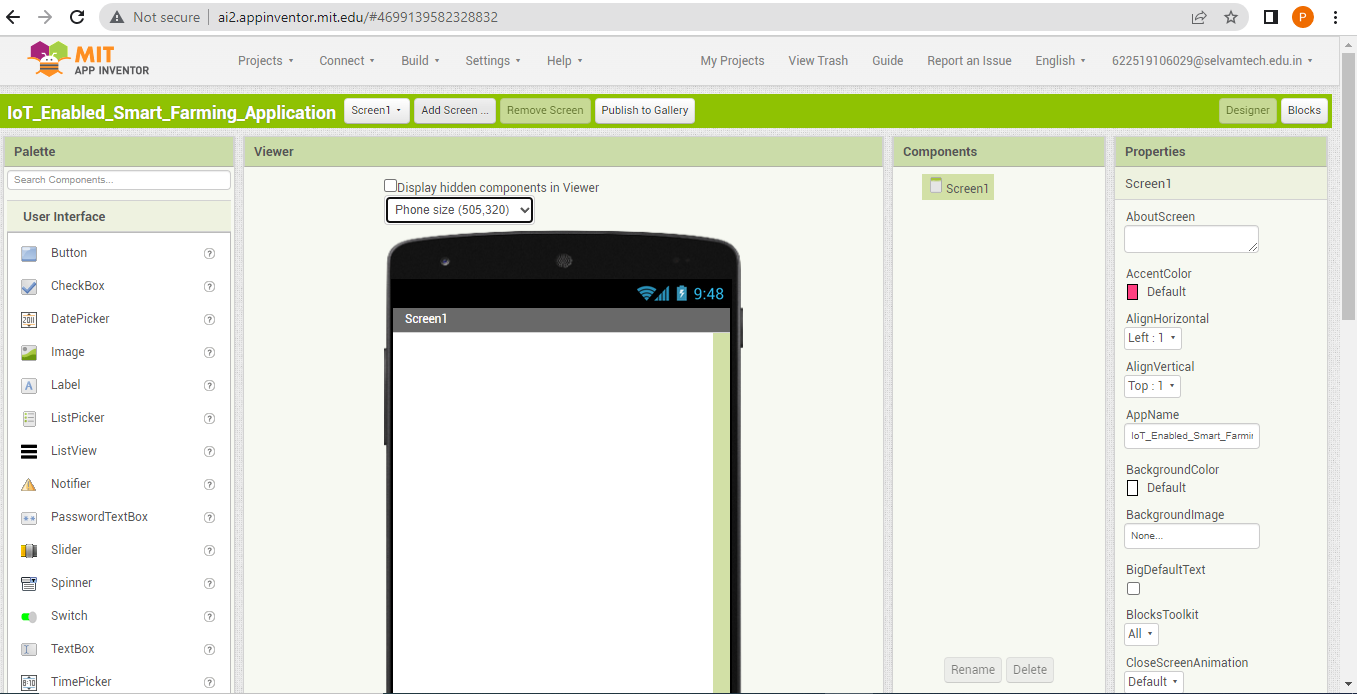 Not secure | ai2.appinventor.mit.edu/#4699139582328832 P
MIT
APP INVENTOR
Projects Connect Build Settings Help My Projects View Trash Guide Report an Issue English 622519106029@selvamtech.edu.in
IoT_Enabled_Smart_Farming_Application Screen1 Add Screen ... Remove Screen Publish to Gallery Designer Blocks
Palette
Search Components...
User Interface
Button ?
CheckBox ?
DatePicker ?
Image ?
Label ?
ListPicker ?
ListView ?
Notifier ?
PasswordTextBox ?
Slider ?
Spinner ?
Switch ?
TextBox ?
TimePicker ?
Viewer
Display hidden components in Viewer
Phone size (505,320)
9:48
Screen1
Components
Screen1
Rename Delete
Properties
Screen1
AboutScreen
AccentColor
Default
AlignHorizontal
Left : 1
AlignVertical
Top : 1
AppName
IoT_Enabled_Smart_Farmin
BackgroundColor
Default
BackgroundImage
None...
BigDefaultText
BlocksToolkit
All
CloseScreenAnimation
Default